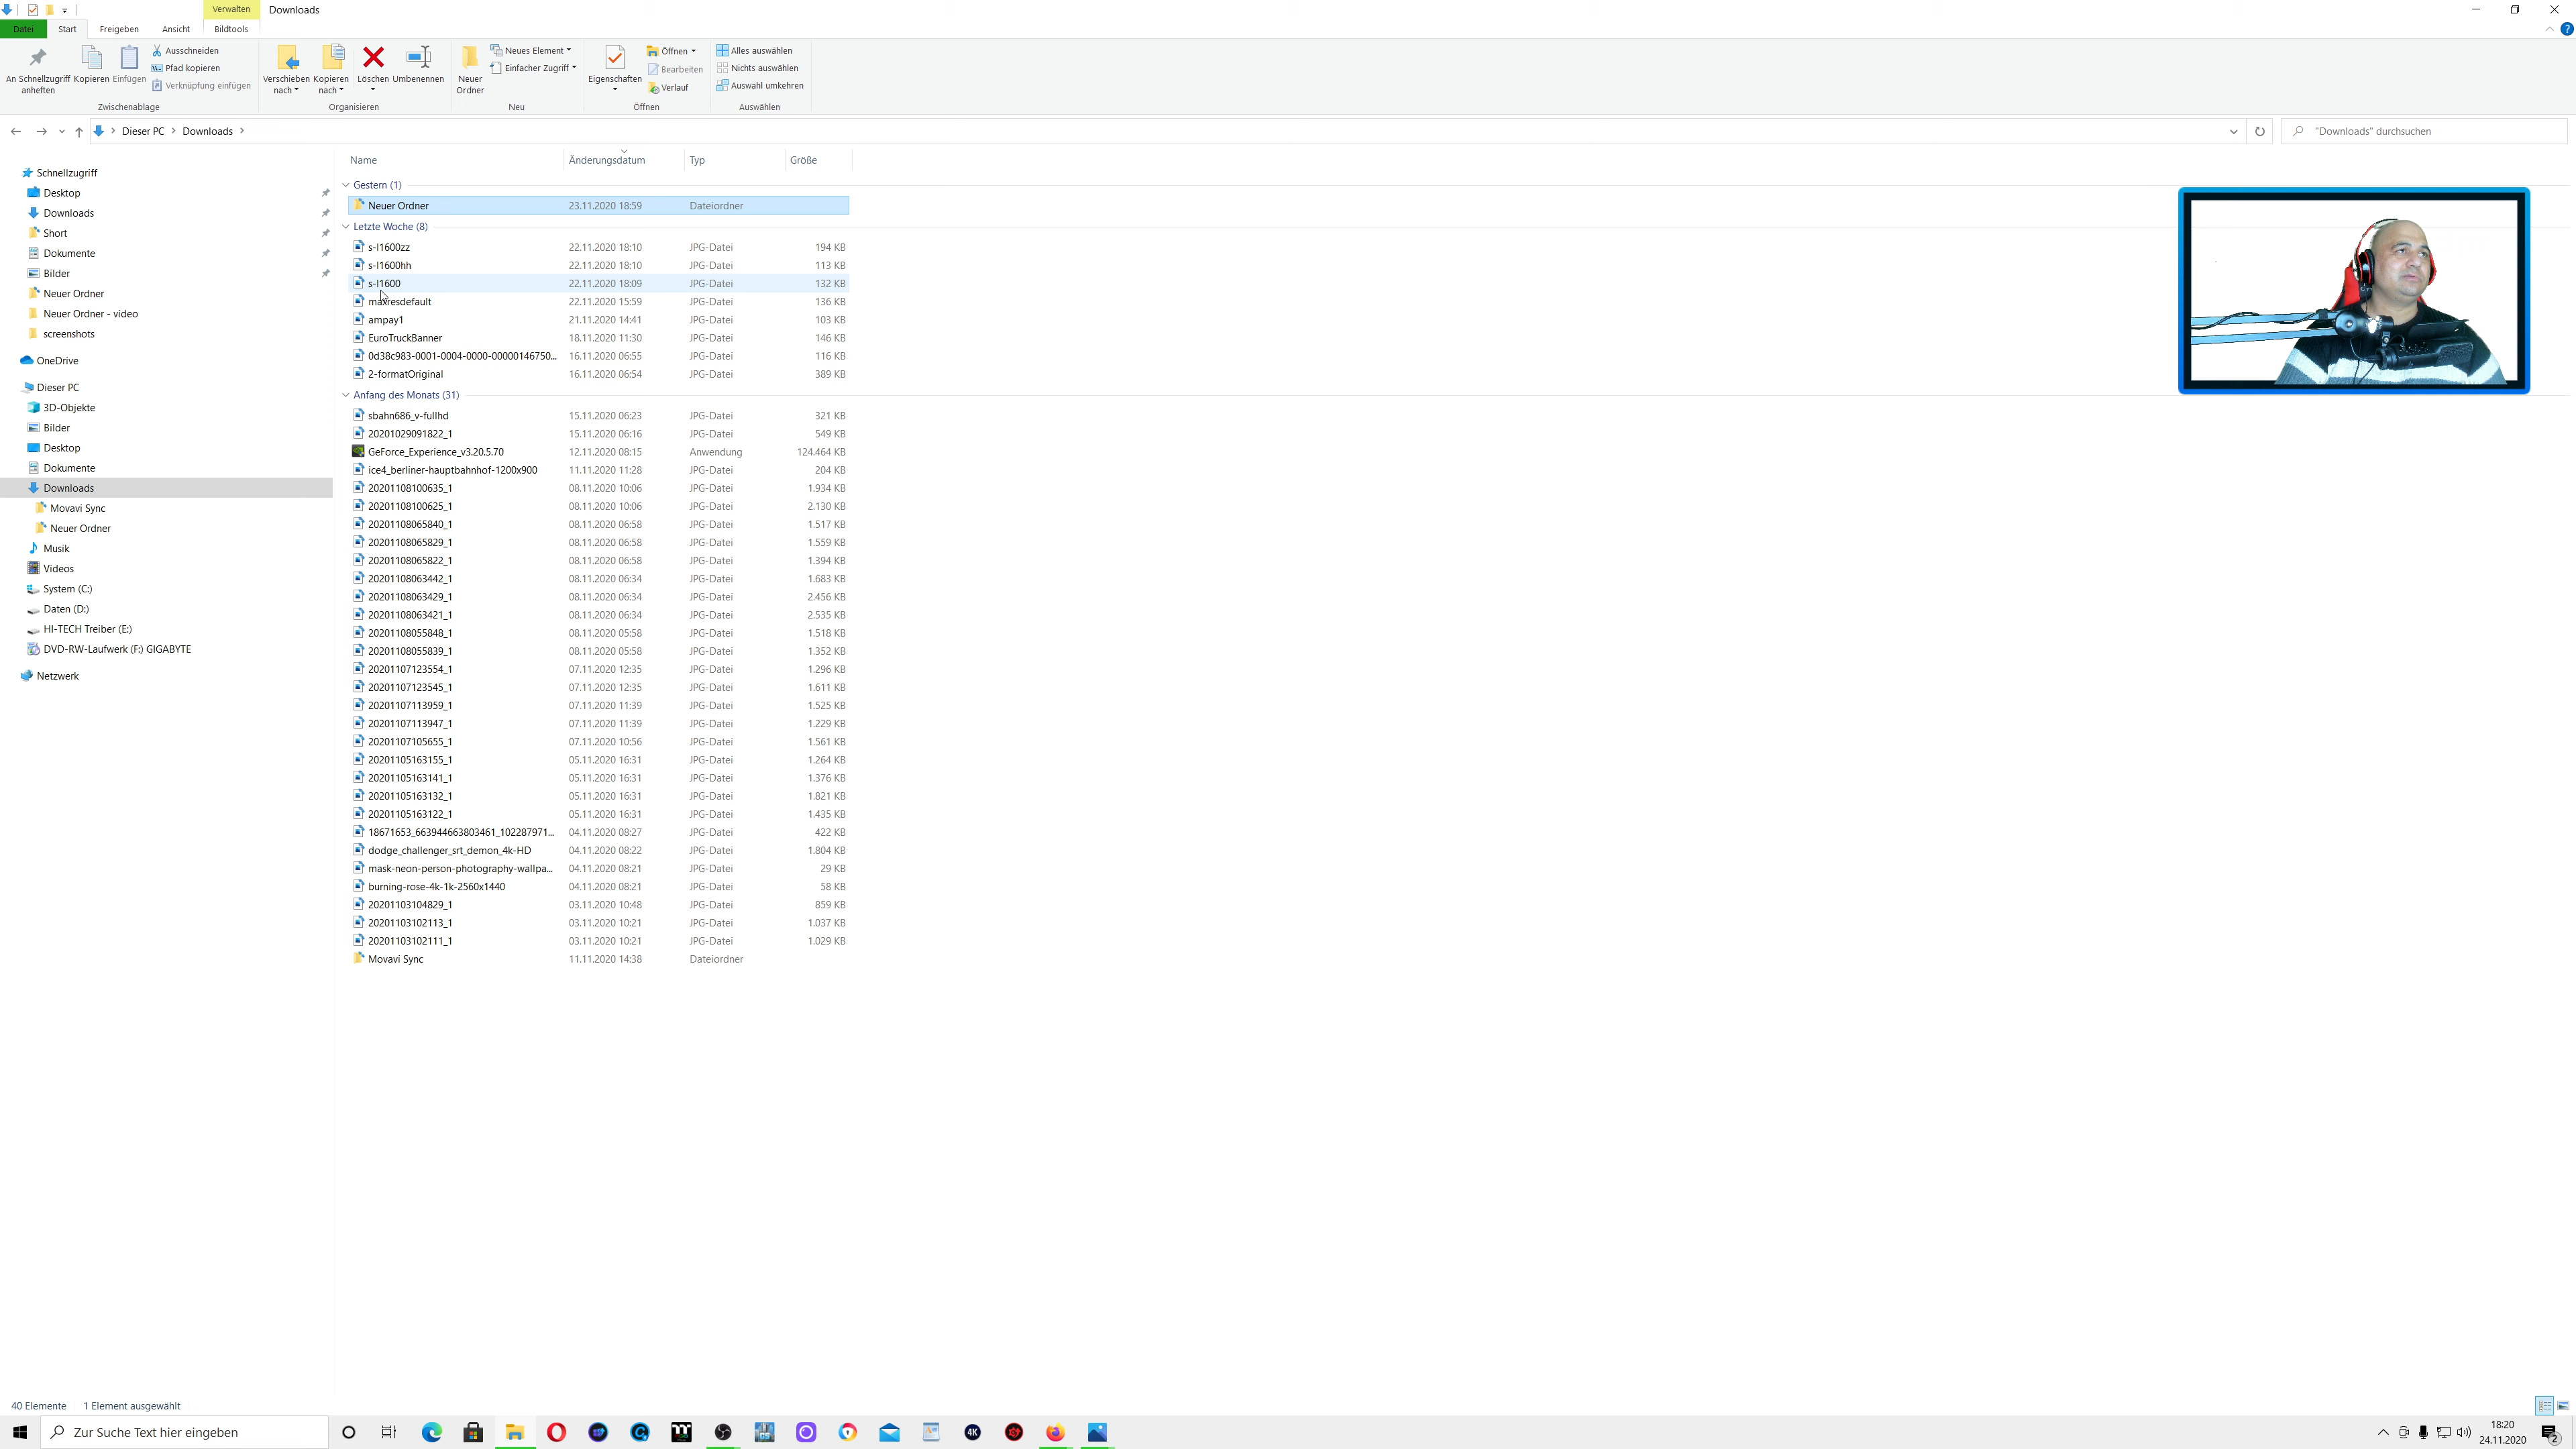 Verwalten Downloads
Datei Start Freigeben Ansicht Bildtools
An Schnellzugriff anheften
Kopieren
Einfügen
Ausschneiden
Pfad kopieren
Verknüpfung einfügen
Zwischenablage
Verschieben nach
Kopieren nach
Löschen
Umbenennen
Organisieren
Neuer Ordner
Neues Element
Einfacher Zugriff
Neu
Eigenschaften
Öffnen
Bearbeiten
Verlauf
Öffnen
Alles auswählen
Nichts auswählen
Auswahl umkehren
Auswählen
Dieser PC > Downloads >
"Downloads" durchsuchen
Schnellzugriff
Desktop
Downloads
Short
Dokumente
Bilder
Neuer Ordner
Neuer Ordner - video
screenshots
OneDrive
Dieser PC
3D-Objekte
Bilder
Desktop
Dokumente
Downloads
Movavi Sync
Neuer Ordner
Musik
Videos
System (C:)
Daten (D:)
HI-TECH Treiber (E:)
DVD-RW-Laufwerk (F:) GIGABYTE
Netzwerk
Name Änderungsdatum Typ Größe
Gestern (1)
Neuer Ordner 23.11.2020 18:59 Dateiordner
Letzte Woche (8)
s-l1600zz 22.11.2020 18:10 JPG-Datei 194 KB
s-l1600hh 22.11.2020 18:10 JPG-Datei 113 KB
s-l1600 22.11.2020 18:09 JPG-Datei 132 KB
maxresdefault 22.11.2020 15:59 JPG-Datei 136 KB
ampay1 21.11.2020 14:41 JPG-Datei 103 KB
EuroTruckBanner 18.11.2020 11:30 JPG-Datei 146 KB
0d38c983-0001-0004-0000-00000146750... 16.11.2020 06:55 JPG-Datei 116 KB
2-formatOriginal 16.11.2020 06:54 JPG-Datei 389 KB
Anfang des Monats (31)
sbahn686_v-fullhd 15.11.2020 06:23 JPG-Datei 321 KB
20201029091822_1 15.11.2020 06:16 JPG-Datei 549 KB
GeForce_Experience_v3.20.5.70 12.11.2020 08:15 Anwendung 124.464 KB
ice4_berliner-hauptbahnhof-1200x900 11.11.2020 11:28 JPG-Datei 204 KB
20201108100635_1 08.11.2020 10:06 JPG-Datei 1.934 KB
20201108100625_1 08.11.2020 10:06 JPG-Datei 2.130 KB
20201108065840_1 08.11.2020 06:58 JPG-Datei 1.517 KB
20201108065829_1 08.11.2020 06:58 JPG-Datei 1.559 KB
20201108065822_1 08.11.2020 06:58 JPG-Datei 1.394 KB
20201108063442_1 08.11.2020 06:34 JPG-Datei 1.683 KB
20201108063429_1 08.11.2020 06:34 JPG-Datei 2.456 KB
20201108063421_1 08.11.2020 06:34 JPG-Datei 2.535 KB
20201108055848_1 08.11.2020 05:58 JPG-Datei 1.518 KB
20201108055839_1 08.11.2020 05:58 JPG-Datei 1.352 KB
20201107123554_1 07.11.2020 12:35 JPG-Datei 1.296 KB
20201107123545_1 07.11.2020 12:35 JPG-Datei 1.611 KB
20201107113959_1 07.11.2020 11:39 JPG-Datei 1.525 KB
20201107113947_1 07.11.2020 11:39 JPG-Datei 1.229 KB
20201107105655_1 07.11.2020 10:56 JPG-Datei 1.561 KB
20201105163155_1 05.11.2020 16:31 JPG-Datei 1.264 KB
20201105163141_1 05.11.2020 16:31 JPG-Datei 1.376 KB
20201105163132_1 05.11.2020 16:31 JPG-Datei 1.821 KB
20201105163122_1 05.11.2020 16:31 JPG-Datei 1.435 KB
18671653_663944663803461_102287971... 04.11.2020 08:27 JPG-Datei 422 KB
dodge_challenger_srt_demon_4k-HD 04.11.2020 08:22 JPG-Datei 1.804 KB
mask-neon-person-photography-wallpa... 04.11.2020 08:21 JPG-Datei 29 KB
burning-rose-4k-1k-2560x1440 04.11.2020 08:21 JPG-Datei 58 KB
20201103104829_1 03.11.2020 10:48 JPG-Datei 859 KB
20201103102113_1 03.11.2020 10:21 JPG-Datei 1.037 KB
20201103102111_1 03.11.2020 10:21 JPG-Datei 1.029 KB
Movavi Sync 11.11.2020 14:38 Dateiordner
40 Elemente 1 Element ausgewählt
Zur Suche Text hier eingeben
4K
18:20
24.11.2020
2